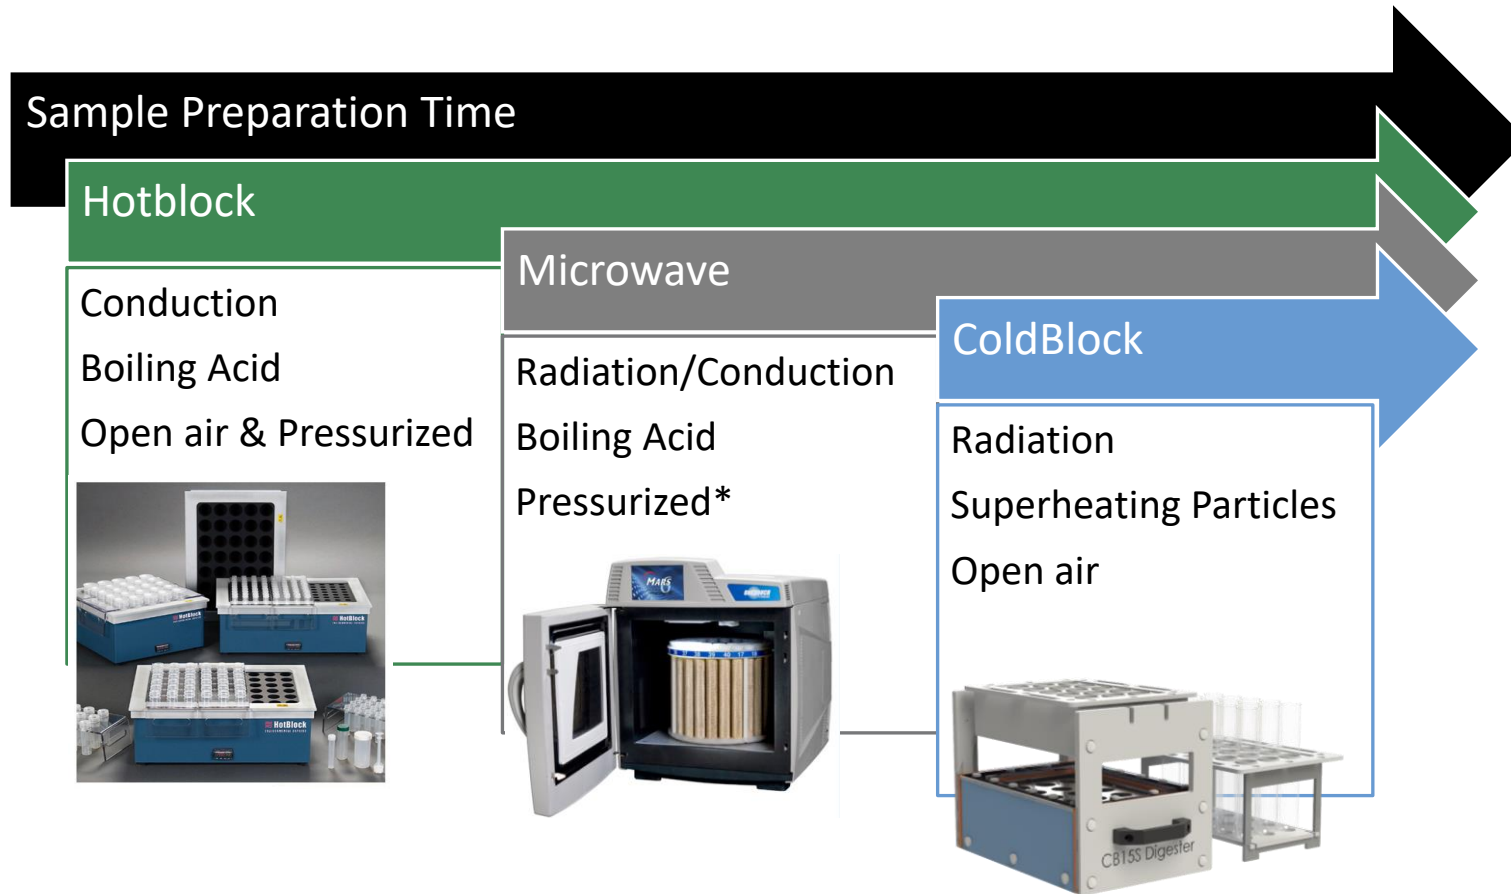 Sample Preparation Time
Hotblock
Conduction
Boiling Acid
Open air & Pressurized
Microwave
Radiation/Conduction
Boiling Acid
Pressurized*
ColdBlock
Radiation
Superheating Particles
Open air
HotBlock
HotBlock
HotBlock
MARS
6
CB15S Digester